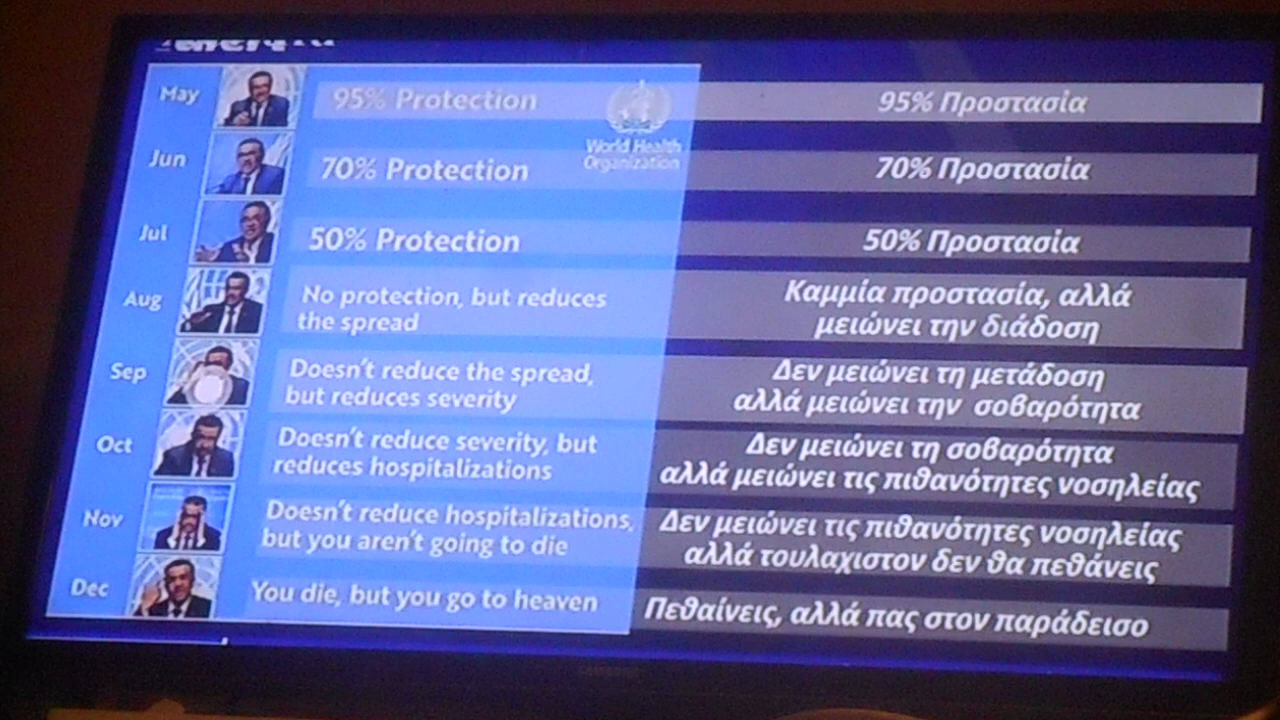 May
95% Protection
95% Προστασία
World Health
Organization
Jun
70% Protection
70% Προστασία
Jul
50% Protection
50% Προστασία
Aug
No protection, but reduces
the spread
Καμμία προστασία, αλλά
μειώνει την διάδοση
Sep
Doesn't reduce the spread,
but reduces severity
Δεν μειώνει τη μετάδοση
αλλά μειώνει την σοβαρότητα
Oct
Doesn't reduce severity, but
reduces hospitalizations
Δεν μειώνει τη σοβαρότητα
αλλά μειώνει τις πιθανότητες νοσηλείας
Nov
Doesn't reduce hospitalizations,
but you aren't going to die
Δεν μειώνει τις πιθανότητες νοσηλείας
αλλά τουλαχιστον δεν θα πεθάνεις
Dec
You die, but you go to heaven
Πεθαίνεις, αλλά πας στον παράδεισο